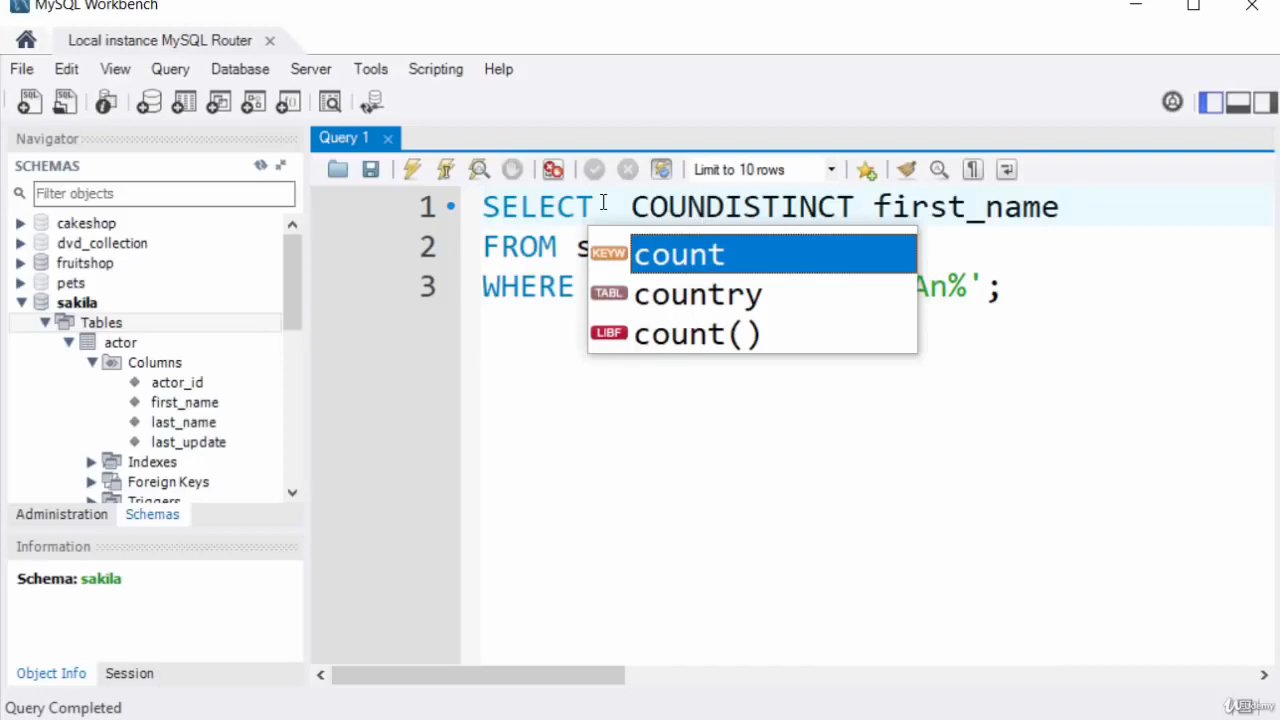 MySQL Workbench
Local instance MySQL Router
File Edit View Query Database Server Tools Scripting Help
Navigator
SCHEMAS
Filter objects
cakeshop
dvd_collection
fruitshop
pets
sakila
Tables
actor
Columns
actor_id
first_name
last_name
last_update
Indexes
Foreign Keys
Triggers
Administration Schemas
Information
Schema: sakila
Object Info Session
Query Completed
Query 1
Limit to 10 rows
1 SELECT COUNDISTINCT first_name
2 FROM s
3 WHERE An%';
KEYW count
TABL country
LIBF count()